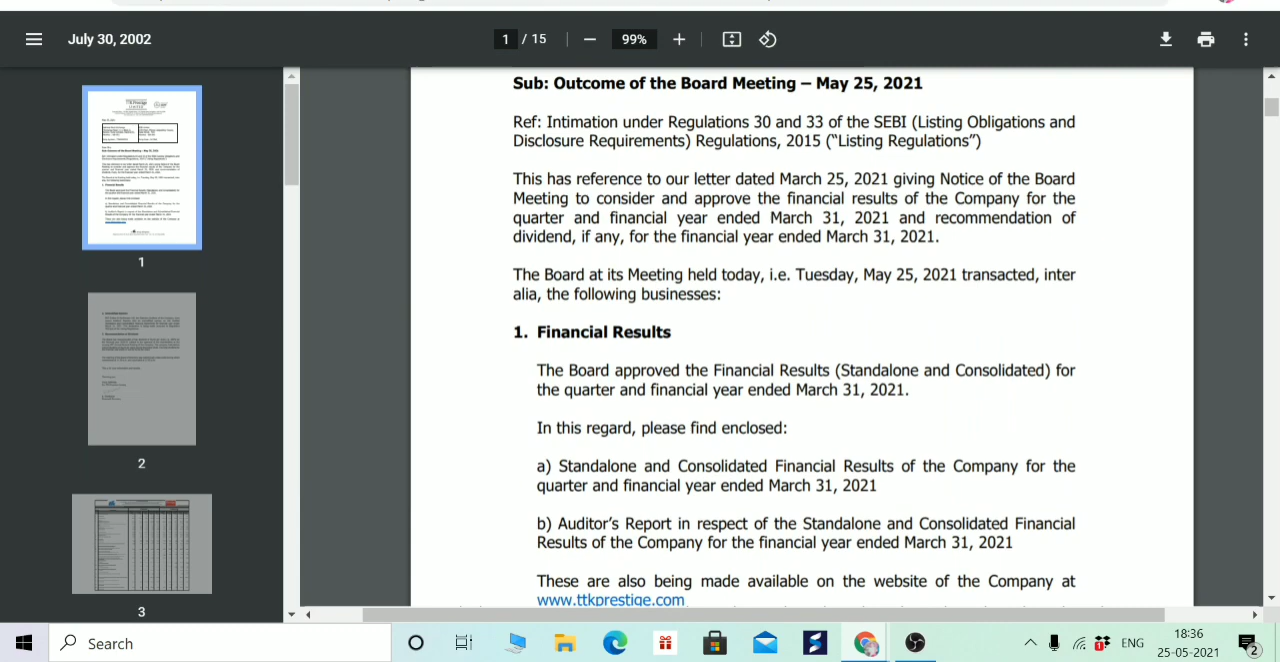 July 30, 2002
1 / 15
99%
Sub: Outcome of the Board Meeting – May 25, 2021
Ref: Intimation under Regulations 30 and 33 of the SEBI (Listing Obligations and
Disclosure Requirements) Regulations, 2015 (“Listing Regulations”)
This has reference to our letter dated March 25, 2021 giving Notice of the Board
Meeting to consider and approve the financial results of the Company for the
quarter and financial year ended March 31, 2021 and recommendation of
dividend, if any, for the financial year ended March 31, 2021.
The Board at its Meeting held today, i.e. Tuesday, May 25, 2021 transacted, inter
alia, the following businesses:
1. Financial Results
The Board approved the Financial Results (Standalone and Consolidated) for
the quarter and financial year ended March 31, 2021.
In this regard, please find enclosed:
a) Standalone and Consolidated Financial Results of the Company for the
quarter and financial year ended March 31, 2021
b) Auditor’s Report in respect of the Standalone and Consolidated Financial
Results of the Company for the financial year ended March 31, 2021
These are also being made available on the website of the Company at
www.ttkprestige.com
1
2
3
Search
ENG
18:36
25-05-2021
2